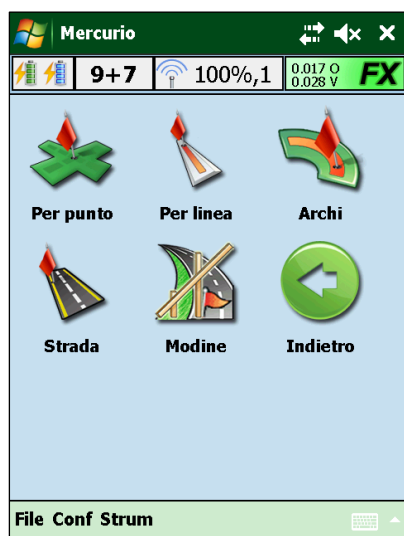 Mercurio
9+7
100%,1
0.017 O
0.028 V
FX
Per punto
Per linea
Archi
Strada
Modine
Indietro
File Conf Strum